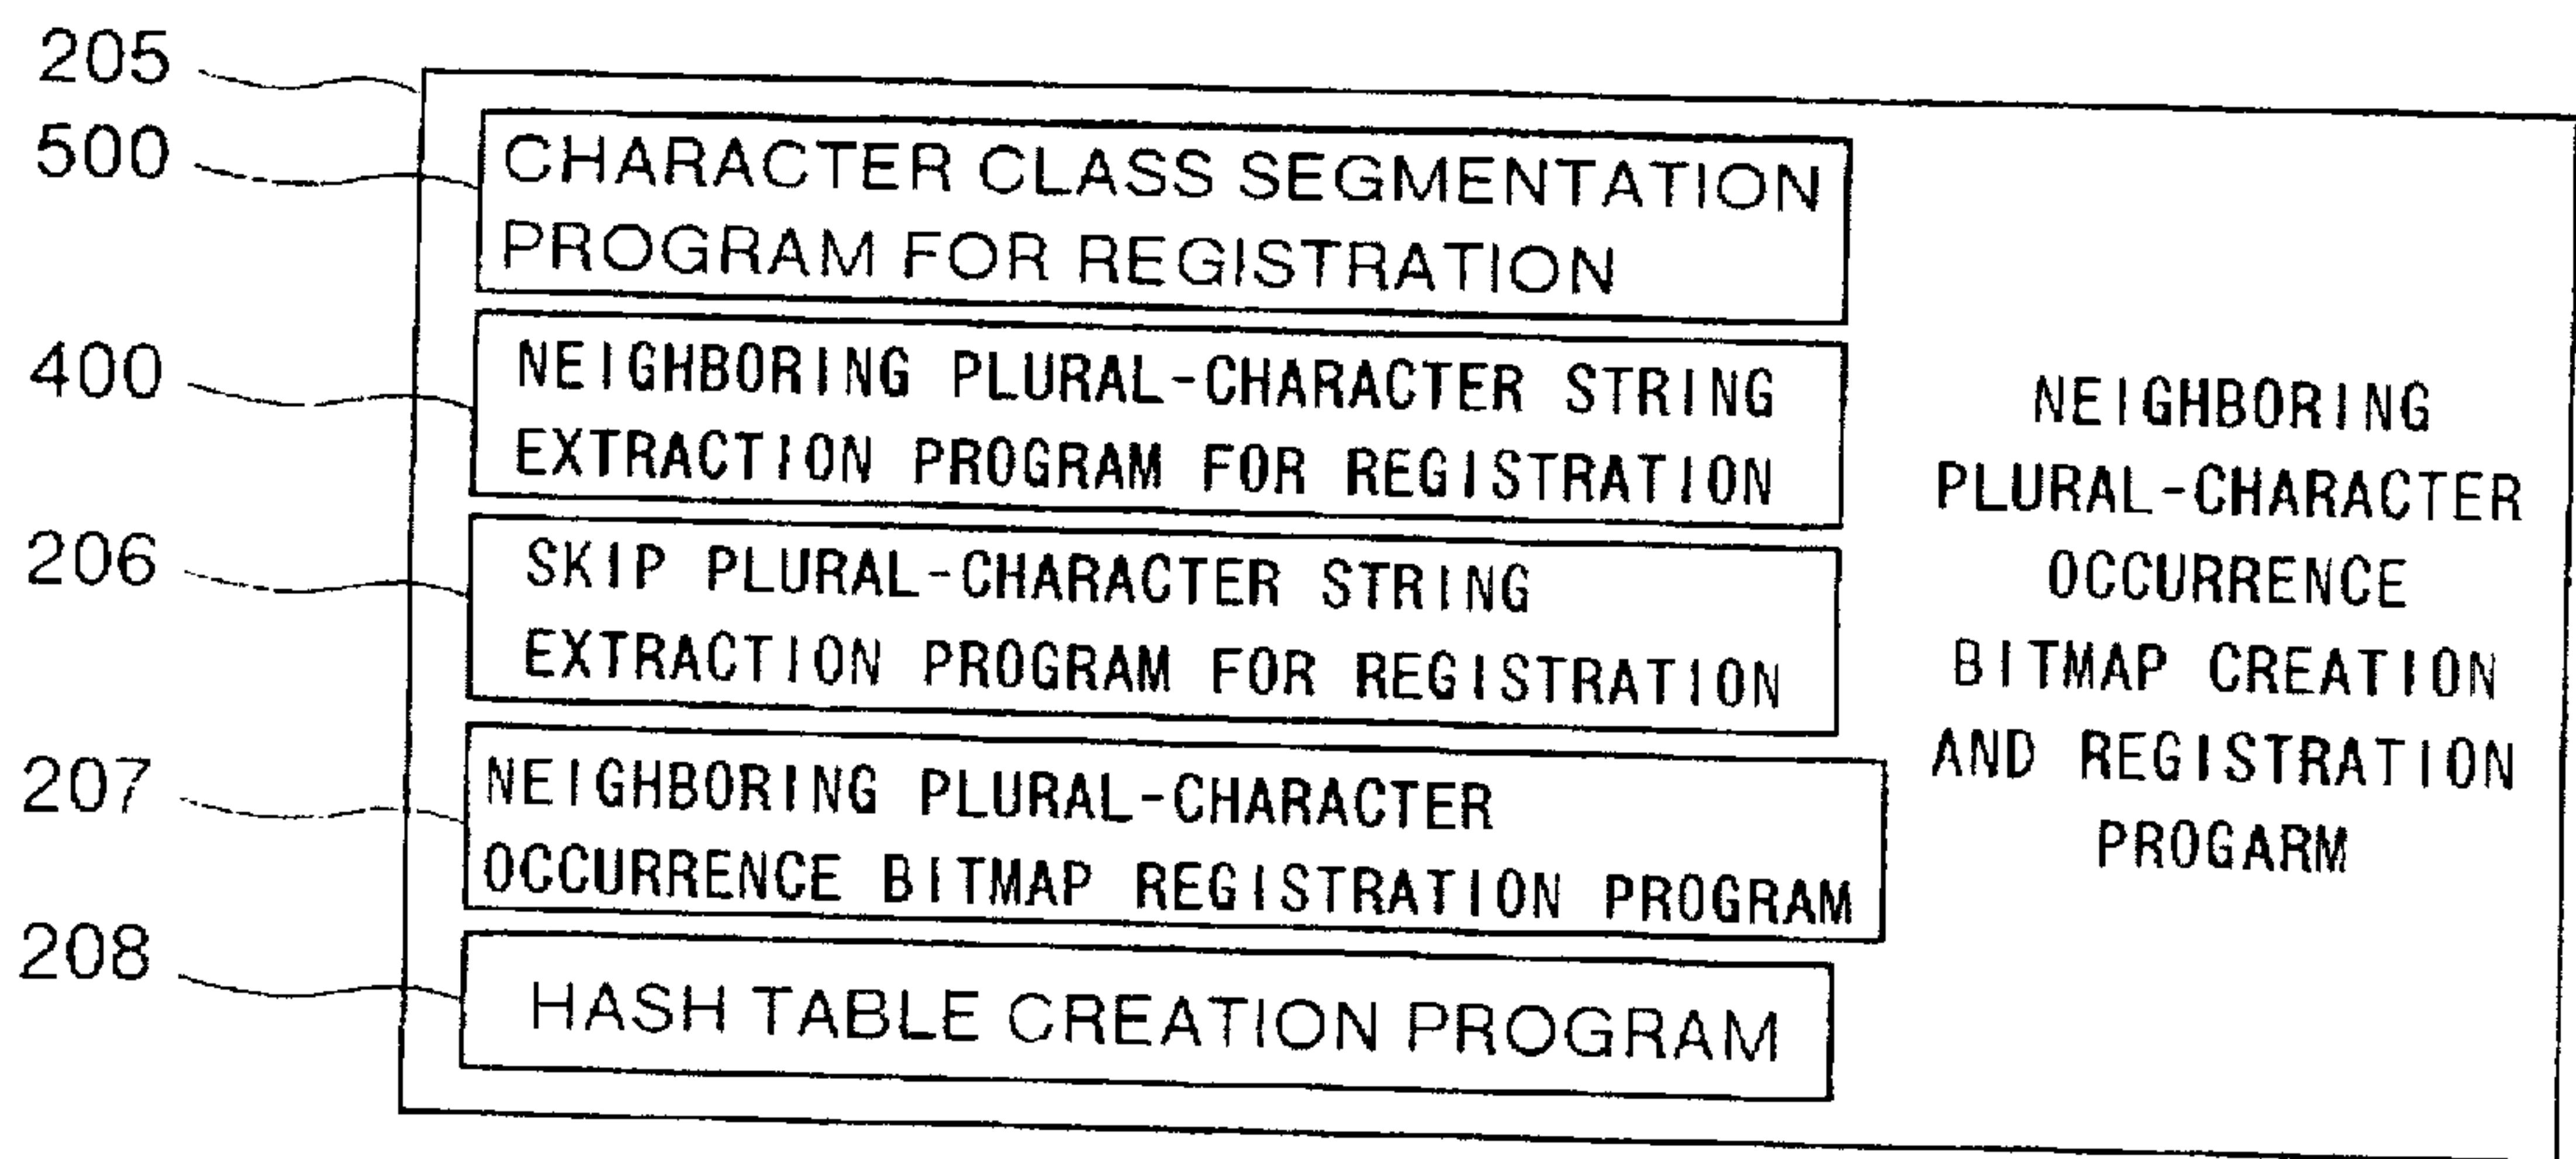 205
500
CHARACTER CLASS SEGMENTATION
PROGRAM FOR REGISTRATION
400
NEIGHBORING PLURAL-CHARACTER STRING
EXTRACTION PROGRAM FOR REGISTRATION
206
SKIP PLURAL-CHARACTER STRING
EXTRACTION PROGRAM FOR REGISTRATION
207
NEIGHBORING PLURAL-CHARACTER
OCCURRENCE BITMAP REGISTRATION PROGRAM
208
HASH TABLE CREATION PROGRAM
NEIGHBORING
PLURAL-CHARACTER
OCCURRENCE
BITMAP CREATION
AND REGISTRATION
PROGARM